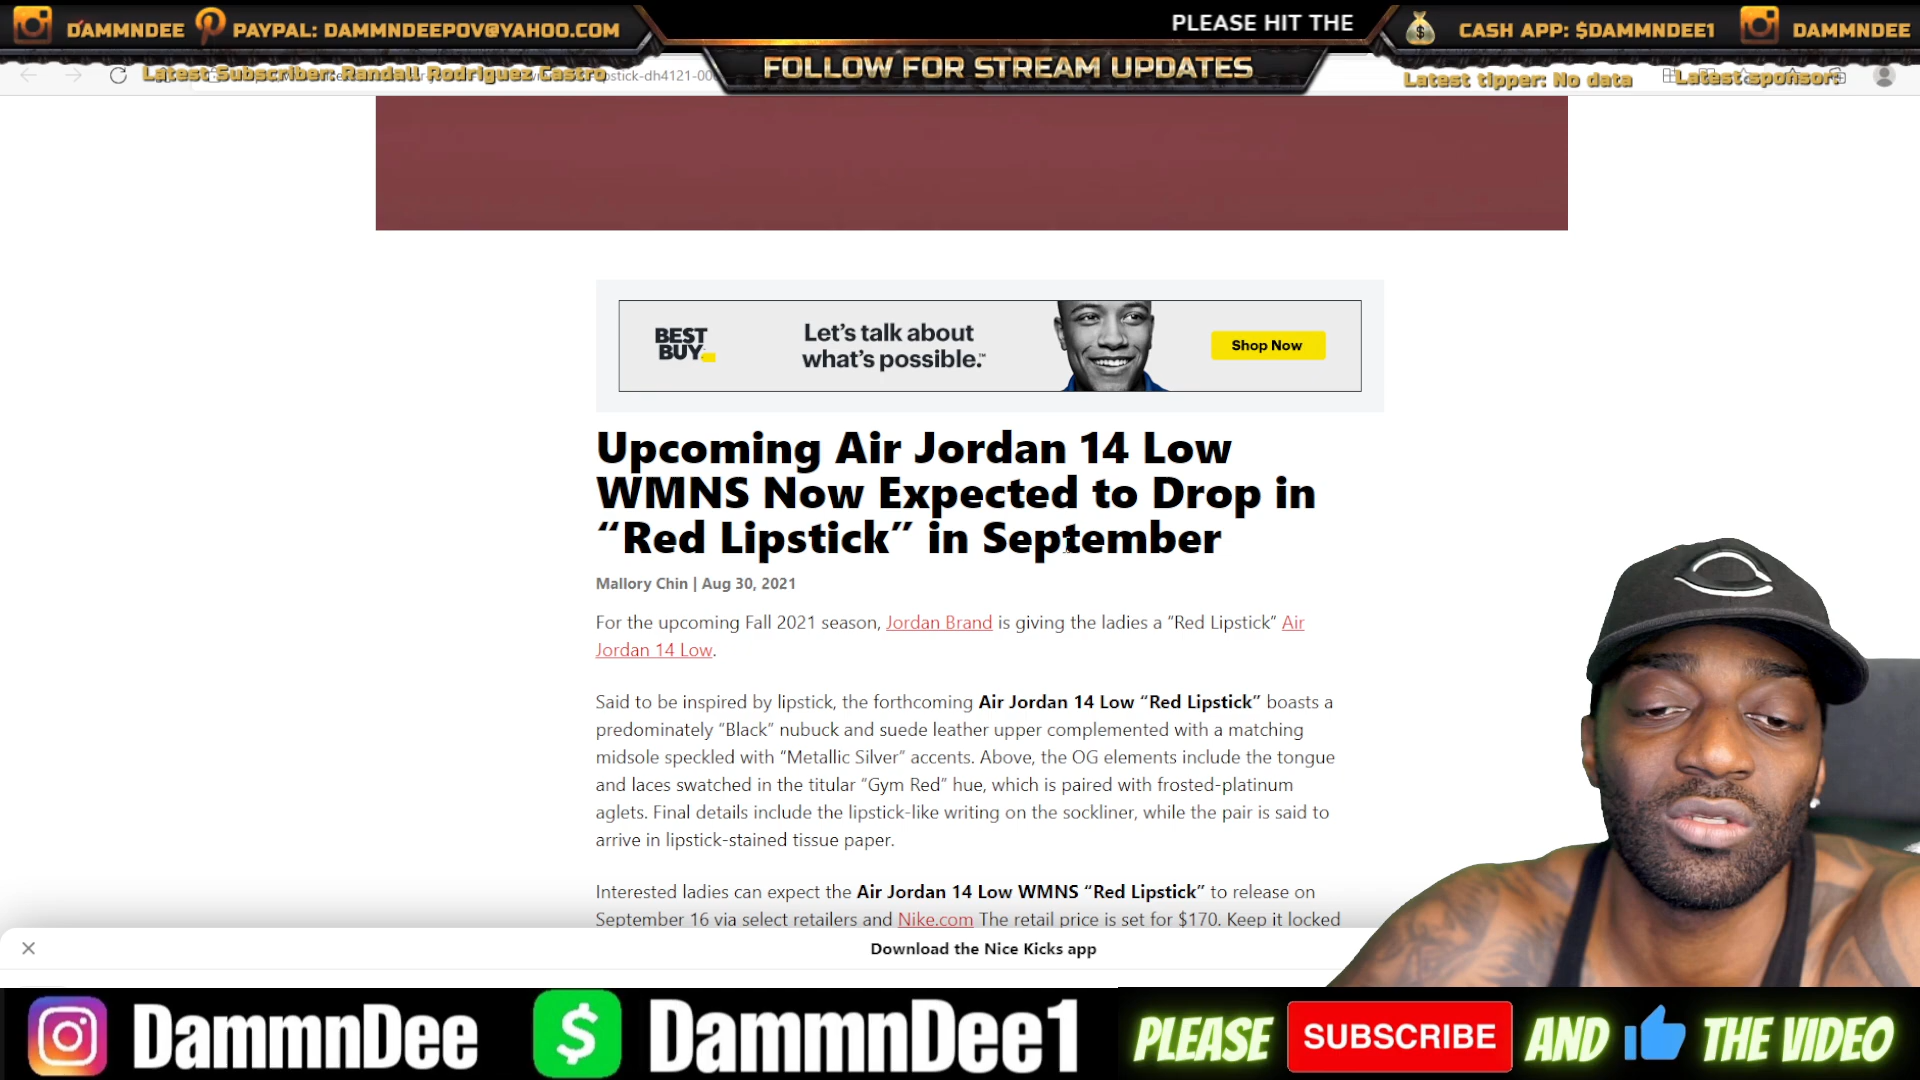 DAMMNDEE PAYPAL: DAMMNDEEPOV@YAHOO.COM
PLEASE HIT THE
CASH APP: $DAMMNDEE1 DAMMNDEE
FOLLOW FOR STREAM UPDATES
Latest Subscriber: Randall Rodriguez Castro
stick-dh4121-00
Latest tipper: No data
Latest sponsor:
BEST BUY
Let's talk about
what's possible.™
Shop Now
Upcoming Air Jordan 14 Low
WMNS Now Expected to Drop in
“Red Lipstick” in September
Mallory Chin | Aug 30, 2021
For the upcoming Fall 2021 season, Jordan Brand is giving the ladies a “Red Lipstick” Air
Jordan 14 Low.
Said to be inspired by lipstick, the forthcoming Air Jordan 14 Low “Red Lipstick” boasts a
predominately “Black” nubuck and suede leather upper complemented with a matching
midsole speckled with “Metallic Silver” accents. Above, the OG elements include the tongue
and laces swatched in the titular “Gym Red” hue, which is paired with frosted-platinum
aglets. Final details include the lipstick-like writing on the sockliner, while the pair is said to
arrive in lipstick-stained tissue paper.
Interested ladies can expect the Air Jordan 14 Low WMNS “Red Lipstick” to release on
September 16 via select retailers and Nike.com The retail price is set for $170. Keep it locked
Download the Nice Kicks app
DammnDee
$ DammnDee1
PLEASE SUBSCRIBE AND THE VIDEO